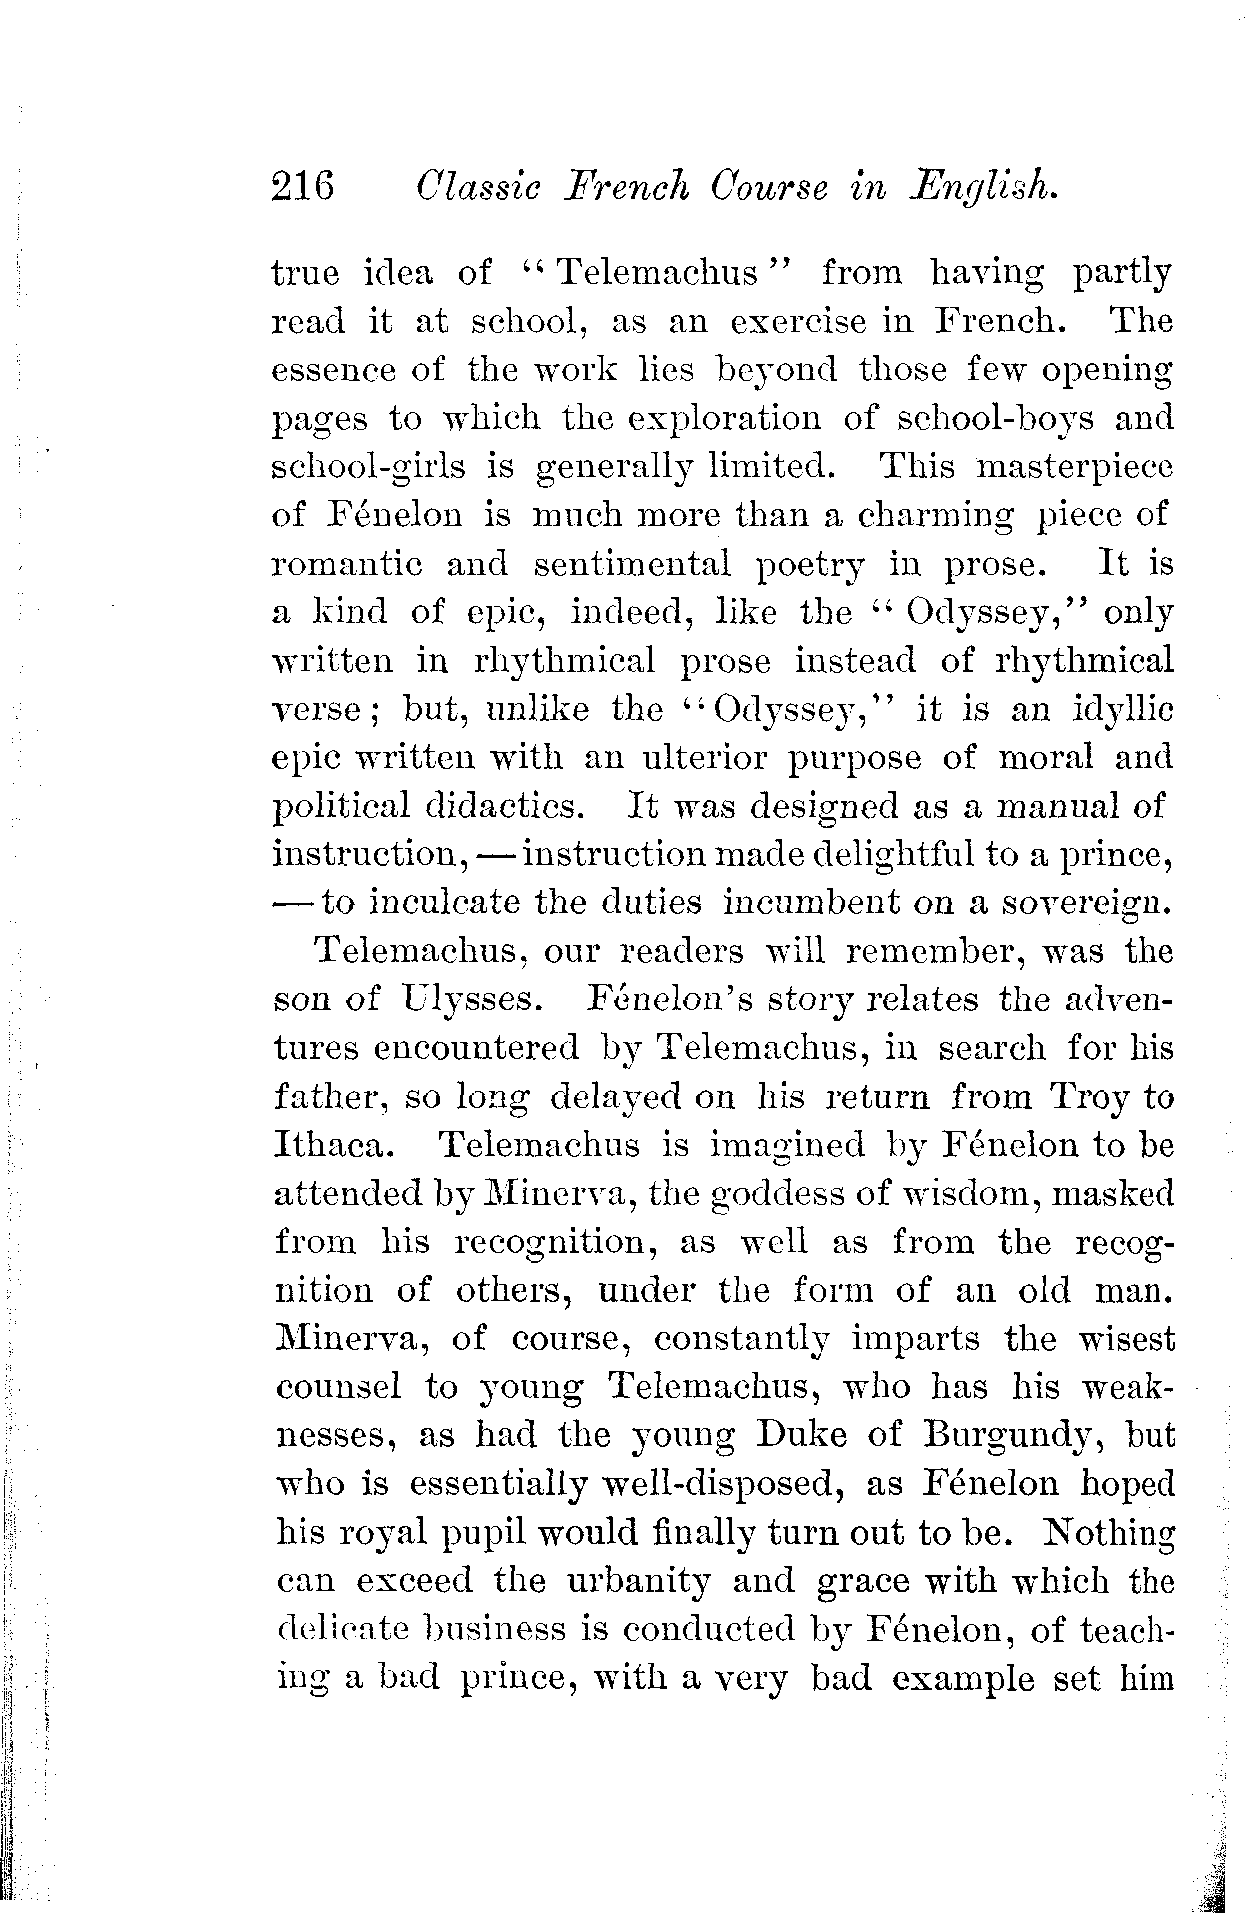 216 Classic French Course in English.
true idea of “ Telemachus ” from having partly
read it at school, as an exercise in French. The
essence of the work lies beyond those few opening
pages to which the exploration of school-boys and
school-girls is generally limited. This masterpiece
of Fénelon is much more than a charming piece of
romantic and sentimental poetry in prose. It is
a kind of epic, indeed, like the “ Odyssey,” only
written in rhythmical prose instead of rhythmical
verse ; but, unlike the “ Odyssey,” it is an idyllic
epic written with an ulterior purpose of moral and
political didactics. It was designed as a manual of
instruction, — instruction made delightful to a prince,
— to inculcate the duties incumbent on a sovereign.
Telemachus, our readers will remember, was the
son of Ulysses. Fénelon’s story relates the adven-
tures encountered by Telemachus, in search for his
father, so long delayed on his return from Troy to
Ithaca. Telemachus is imagined by Fénelon to be
attended by Minerva, the goddess of wisdom, masked
from his recognition, as well as from the recog-
nition of others, under the form of an old man.
Minerva, of course, constantly imparts the wisest
counsel to young Telemachus, who has his weak-
nesses, as had the young Duke of Burgundy, but
who is essentially well-disposed, as Fénelon hoped
his royal pupil would finally turn out to be. Nothing
can exceed the urbanity and grace with which the
delicate business is conducted by Fénelon, of teach-
ing a bad prince, with a very bad example set him